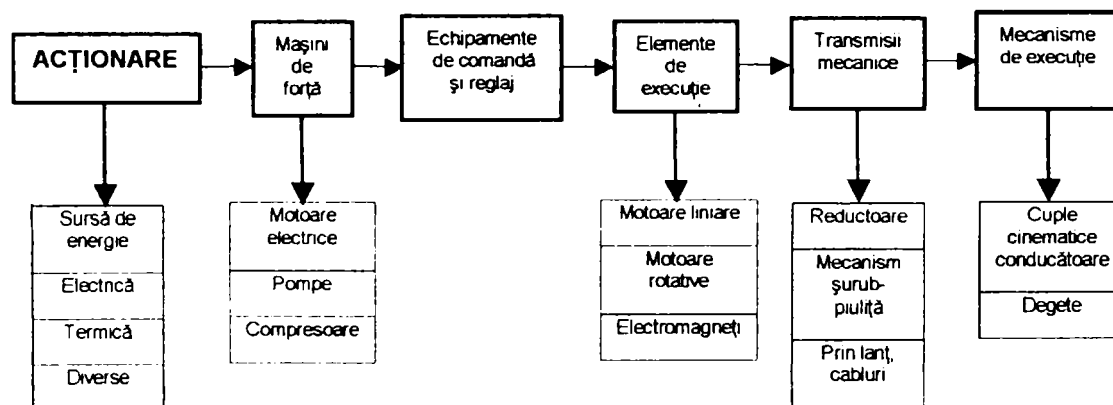 ACȚIONARE
Mașini
de
forță
Echipamente
de comandă
și reglaj
Elemente
de
execuție
Transmisii
mecanice
Mecanisme
de execuție
Sursă de
energie
Electrică
Termică
Diverse
Motoare
electrice
Pompe
Compresoare
Motoare liniare
Motoare
rotative
Electromagneți
Reductoare
Mecanism
șurub-
piuliță
Prin lanț,
cabluri
Cuple
cinematice
conducătoare
Degete